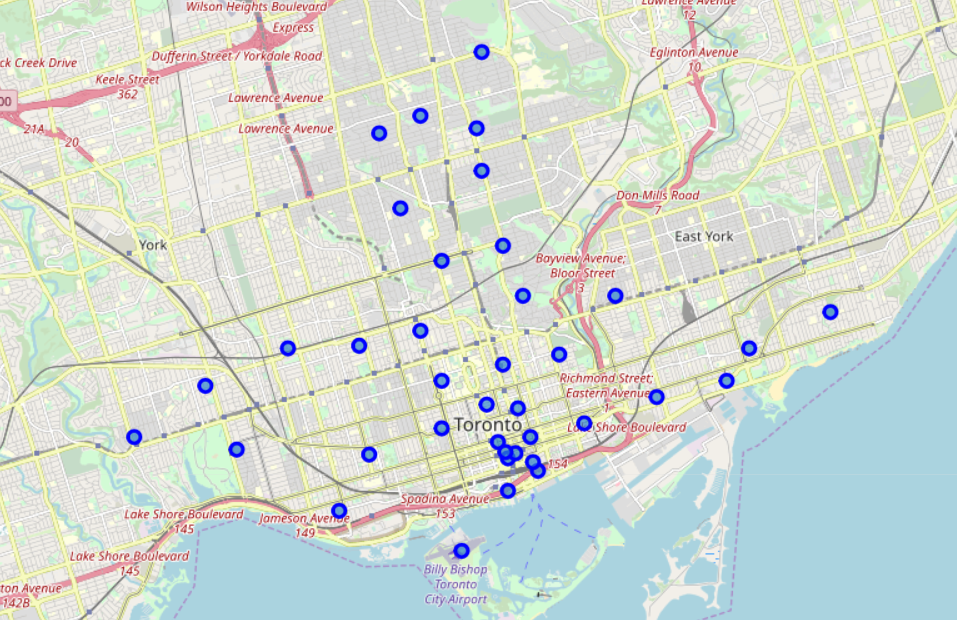 Wilson Heights Boulevard
Express
Lawrence Avenue
12
Dufferin Street / Yorkdale Road
Eglinton Avenue
10
ck Creek Drive
Keele Street
362
00
Lawrence Avenue
21A
20
Lawrence Avenue
Don-Mills Road
7
York
East York
Bayview Avenue;
Bloor Street
3
Richmond Street;
Eastern Avenue
1
Toronto
Lake Shore Boulevard
154
Spadina Avenue
153
Lake Shore Boulevard
145
Jameson Avenue
149
Lake Shore Boulevard
145
ton Avenue
142B
Billy Bishop
Toronto
City Airport